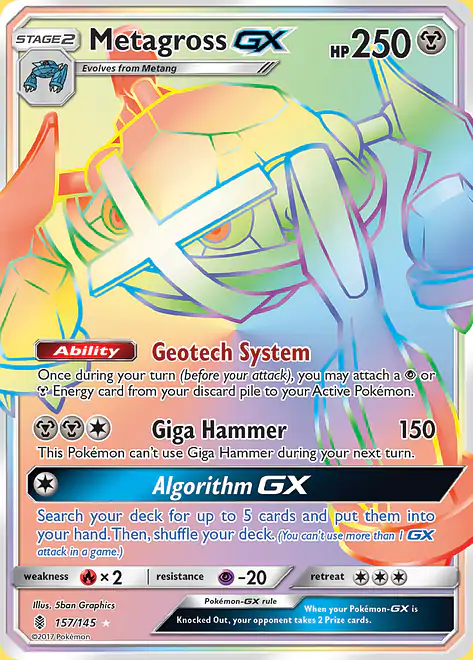 STAGE2 Metagross GX HP250
Evolves from Metang
Ability Geotech System
Once during your turn (before your attack), you may attach a or
Energy card from your discard pile to your Active Pokémon.
Giga Hammer 150
This Pokémon can't use Giga Hammer during your next turn.
Algorithm GX
Search your deck for up to 5 cards and put them into
your hand. Then, shuffle your deck. (You can't use more than 1 GX
attack in a game.)
weakness ×2 resistance -20 retreat
Illus. 5ban Graphics
157/145
©2017 Pokémon
Pokémon-GX rule
When your Pokémon-GX is
Knocked Out, your opponent takes 2 Prize cards.